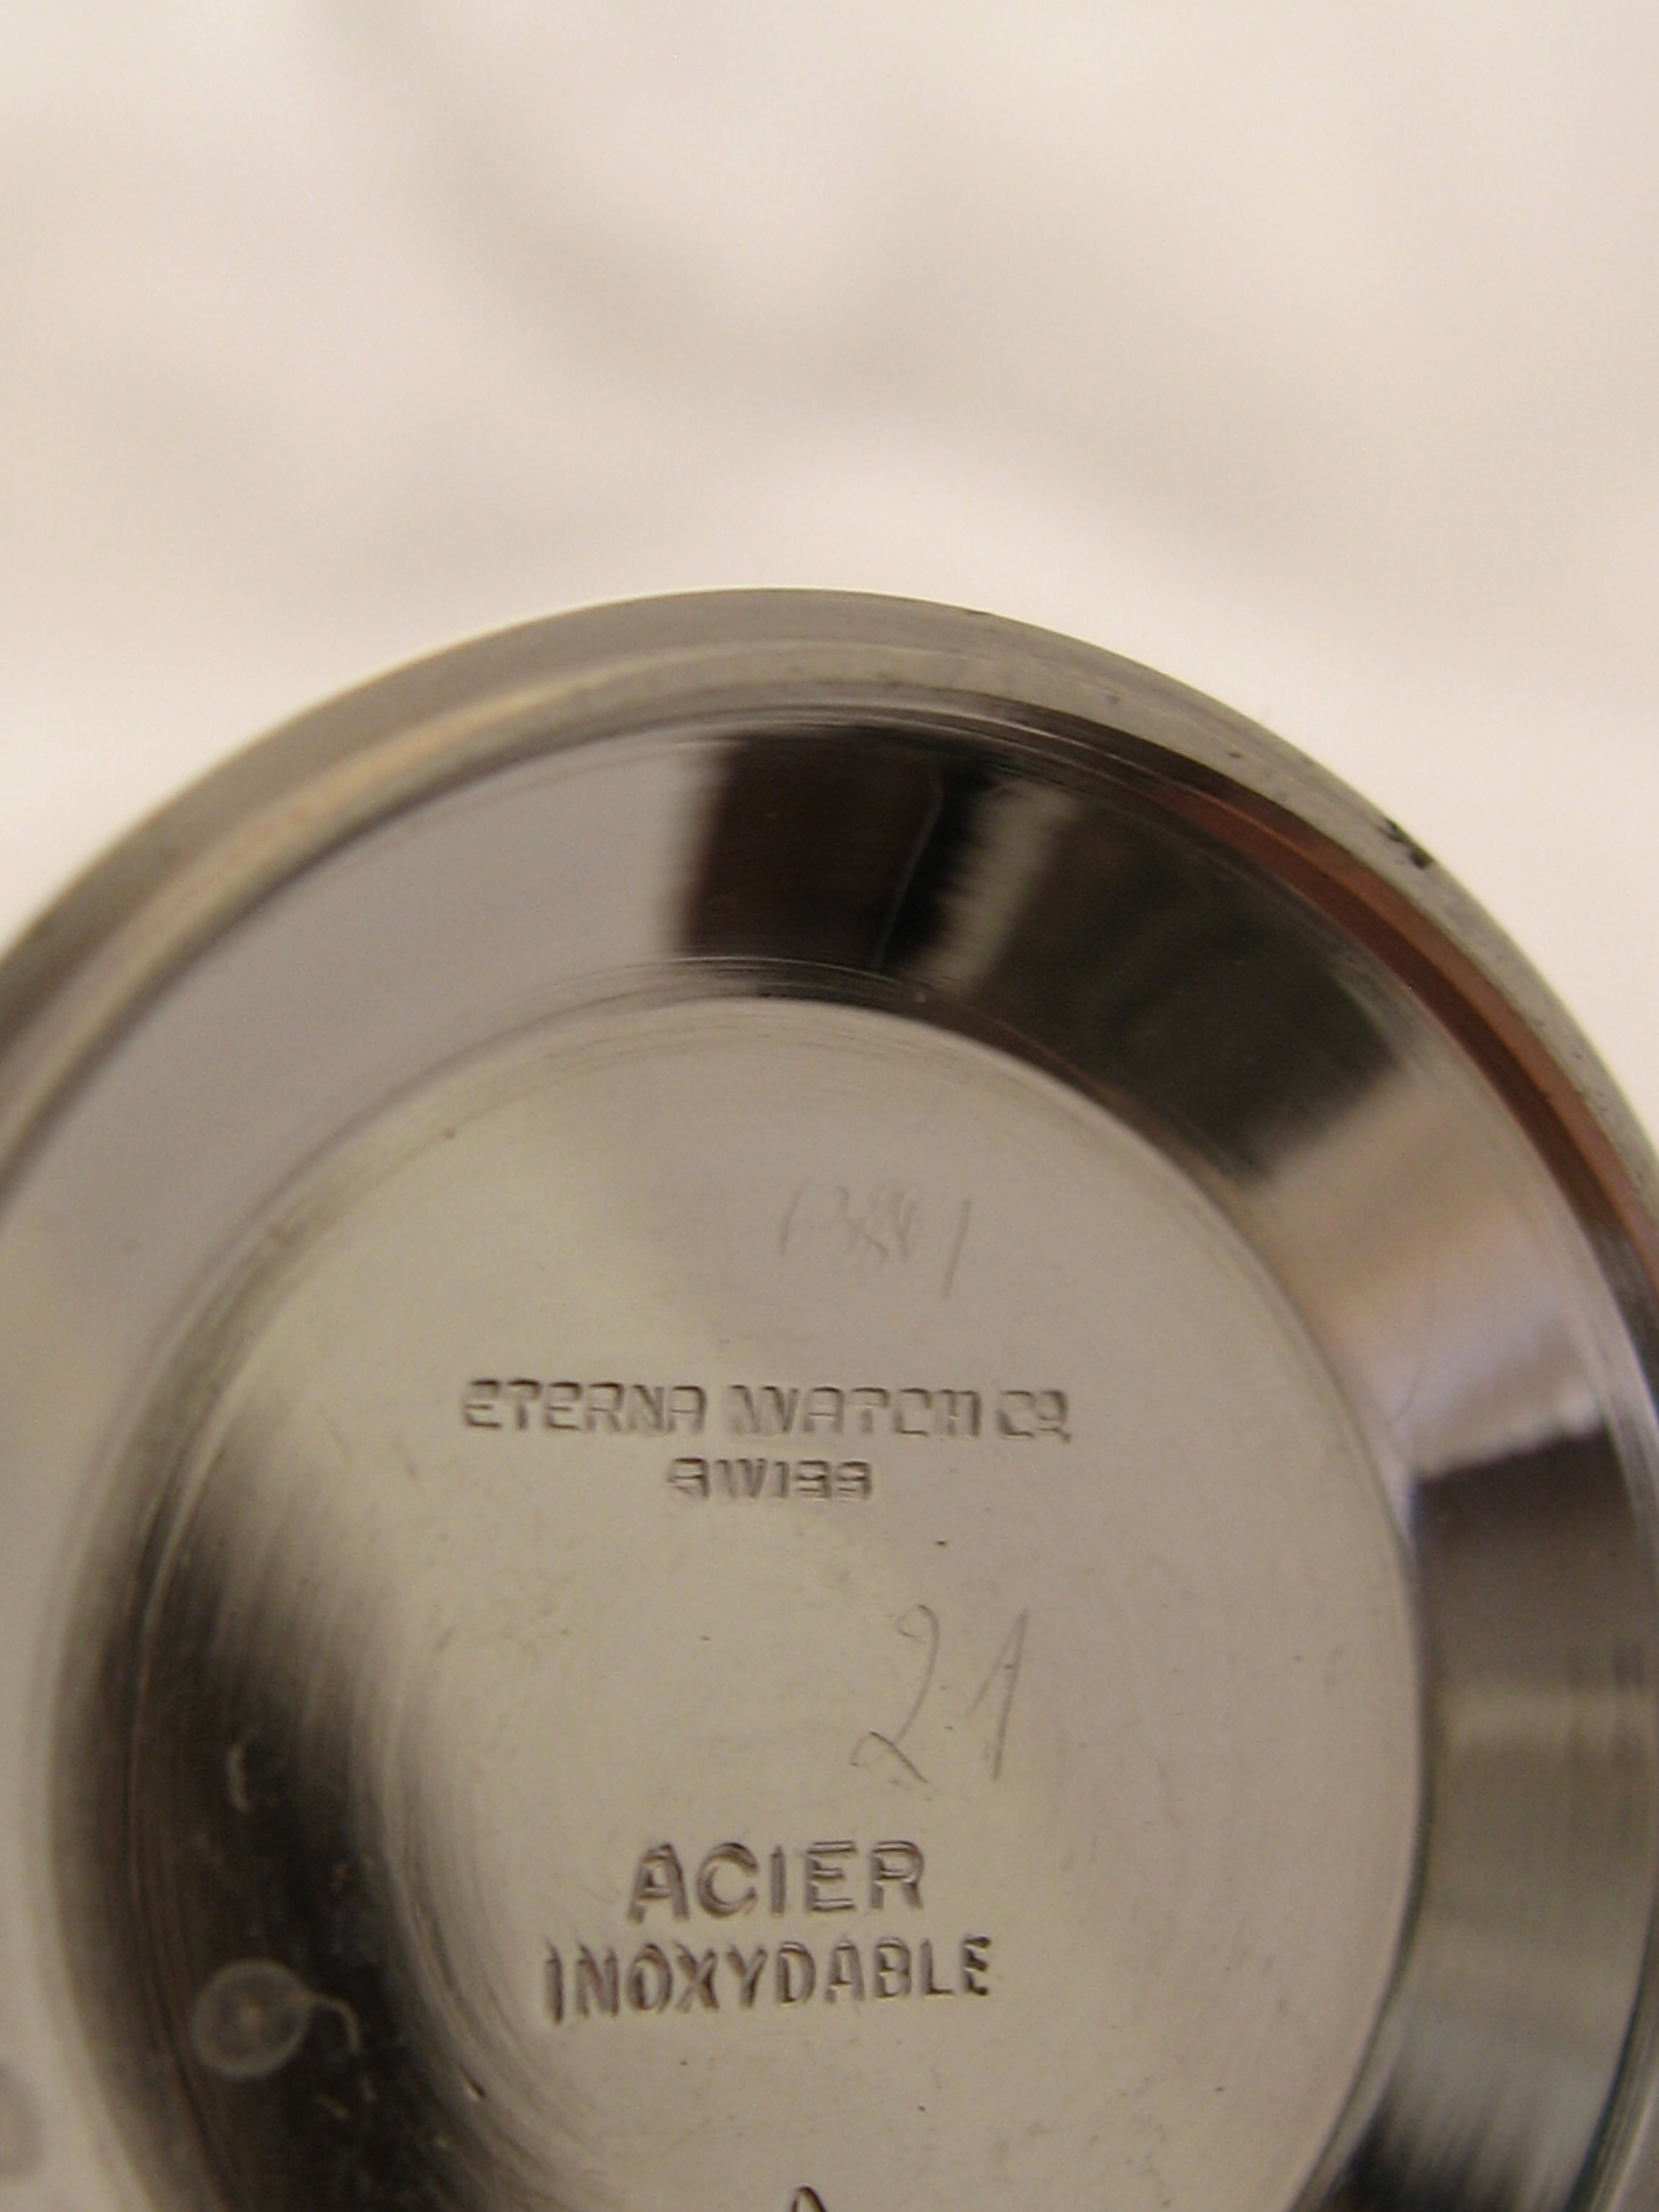 ETERNA WATCH CO.
SWISS
21
ACIER
INOXYDABLE